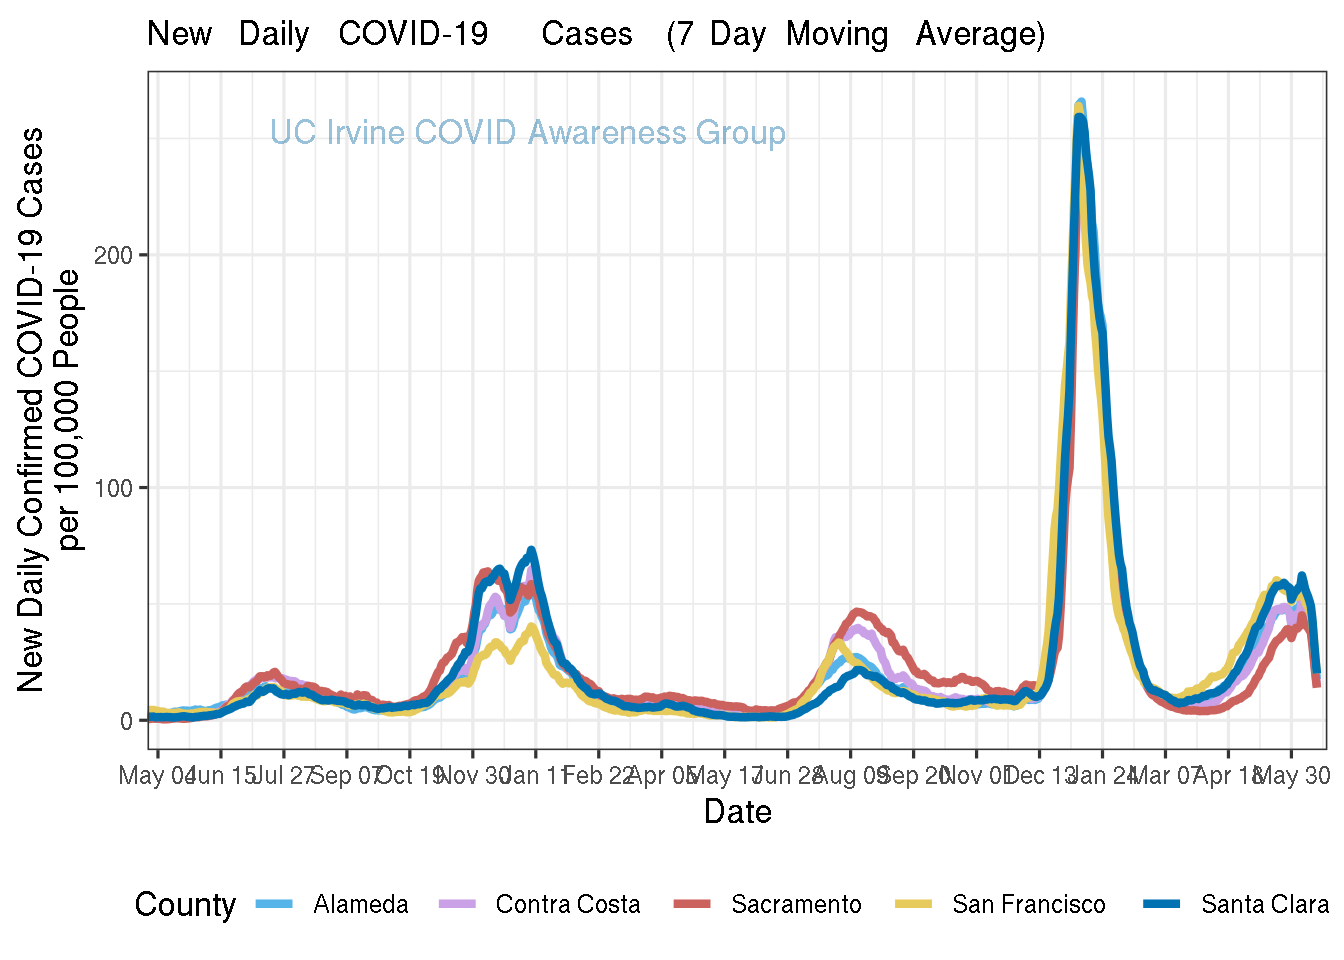 New Daily COVID-19 Cases (7 Day Moving Average)
UC Irvine COVID Awareness Group
New Daily Confirmed COVID-19 Cases
per 100,000 People
200
100
0
May 04 Jun 15 Jul 27 Sep 07 Oct 19 Nov 30 Jan 11 Feb 22 Apr 05 May 17 Jun 28 Aug 09 Sep 20 Nov 01 Dec 13 Jan 24 Mar 07 Apr 18 May 30
Date
County Alameda Contra Costa Sacramento San Francisco Santa Clara